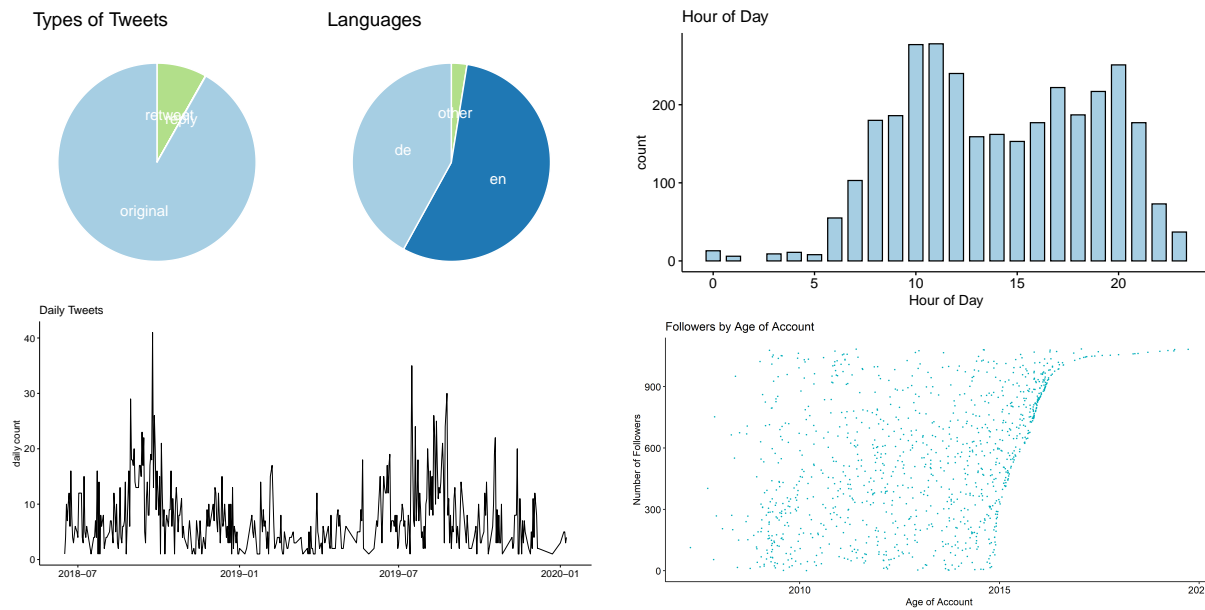 Types of Tweets
retweet
reply
original
Languages
other
de
en
Hour of Day
count
200
100
0
0 5 10 15 20
Hour of Day
Daily Tweets
daily count
40
30
20
10
0
2018-07 2019-01 2019-07 2020-01
Followers by Age of Account
Number of Followers
900
600
300
0
2010 2015 202
Age of Account